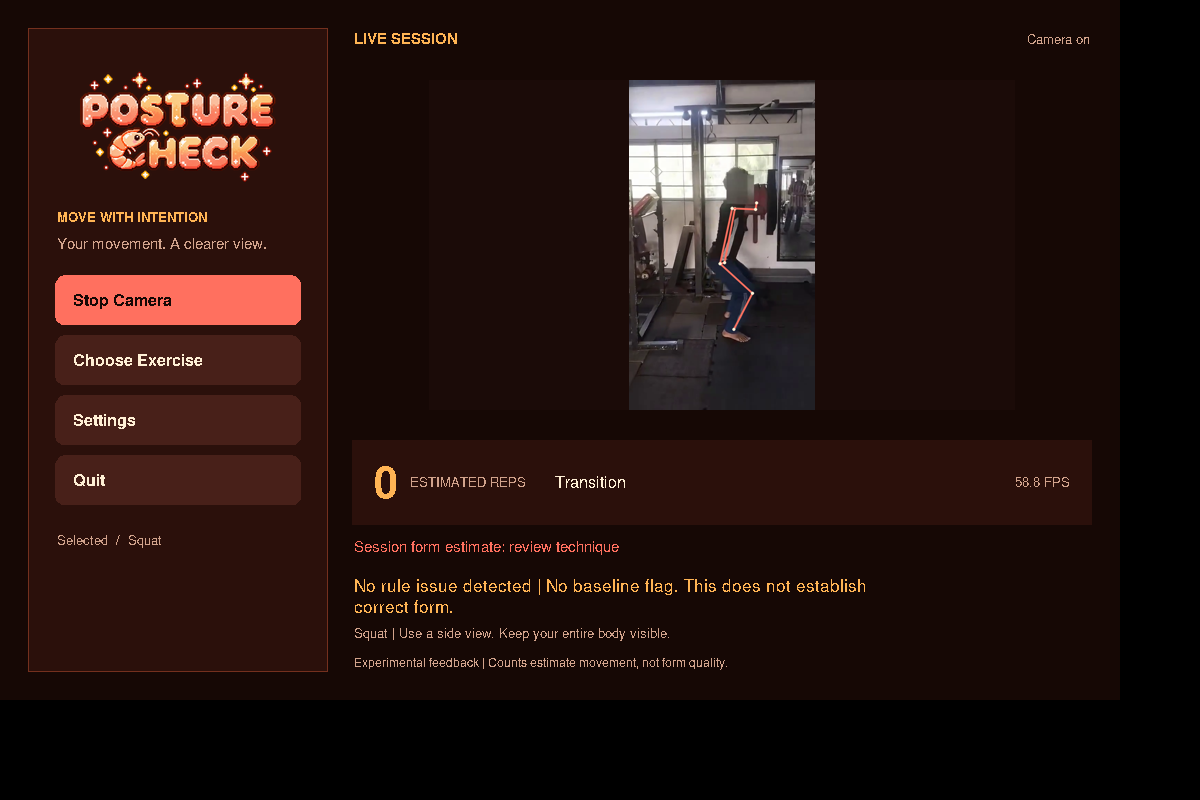 POSTURE
CHECK
MOVE WITH INTENTION
Your movement. A clearer view.
Stop Camera
Choose Exercise
Settings
Quit
Selected / Squat
LIVE SESSION
Camera on
0 ESTIMATED REPS Transition 58.8 FPS
Session form estimate: review technique
No rule issue detected | No baseline flag. This does not establish
correct form.
Squat | Use a side view. Keep your entire body visible.
Experimental feedback | Counts estimate movement, not form quality.